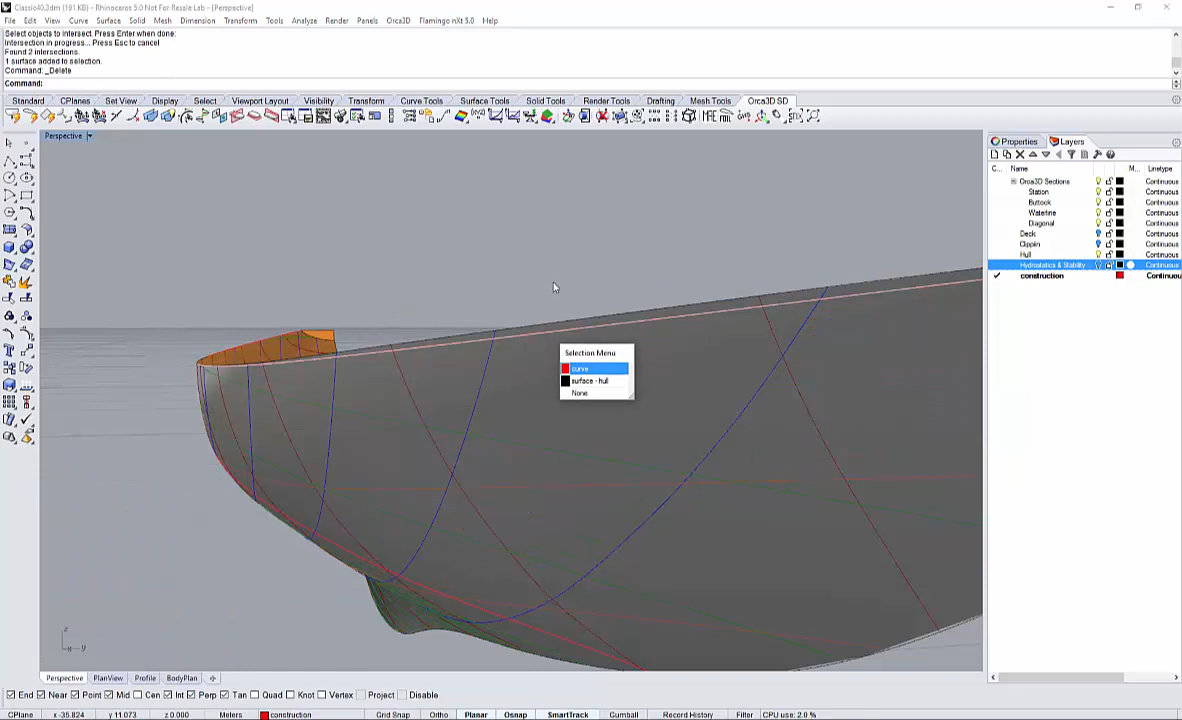 Classic40.3dm (191 KB) - Rhinoceros 5.0 Not For Resale Lab - [Perspective]
File Edit View Curve Surface Solid Mesh Dimension Transform Tools Analyze Render Panels Orca3D Flamingo nXt 5.0 Help
Select objects to intersect. Press Enter when done:
Intersection in progress... Press Esc to cancel
Found 2 intersections.
1 surface added to selection.
Command: _Delete
Command:
Standard CPlanes Set View Display Select Viewport Layout Visibility Transform Curve Tools Surface Tools Solid Tools Render Tools Drafting Mesh Tools Orca3D SD
Perspective
Properties Layers
C... Name M... Linetype
Orca3D Sections Continuous
Station Continuous
Buttock Continuous
Waterline Continuous
Diagonal Continuous
Deck Continuous
Clippin Continuous
Hull Continuous
Hydrostatics & Stability Continuous
construction Continuou
Selection Menu
curve
surface - hull
None
z
x y
Perspective PlanView Profile BodyPlan
End Near Point Mid Cen Int Perp Tan Quad Knot Vertex Project Disable
CPlane x -35.824 y 11.073 z 0.000 Meters construction Grid Snap Ortho Planar Osnap SmartTrack Gumball Record History Filter CPU use: 2.0 %